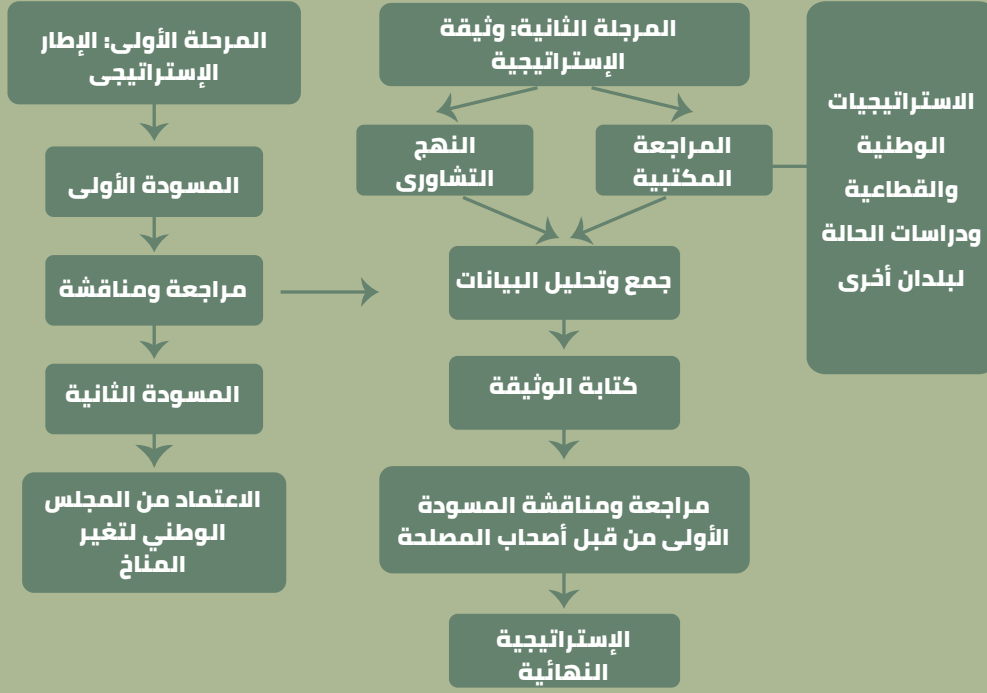 المرحلة الأولى: الإطار
الإستراتيجى
المسودة الأولى
مراجعة ومناقشة
المسودة الثانية
الاعتماد من المجلس
الوطني لتغير
المناخ
المرجلة الثانية: وثيقة
الإستراتيجية
المراجعة
المكتبية
النهج
التشاورى
جمع وتحليل البيانات
كتابة الوثيقة
مراجعة ومناقشة المسودة
الأولى من قبل أصحاب المصلحة
الإستراتيجية
النهائية
الاستراتيجيات
الوطنية
والقطاعية
ودراسات الحالة
لبلدان أخرى